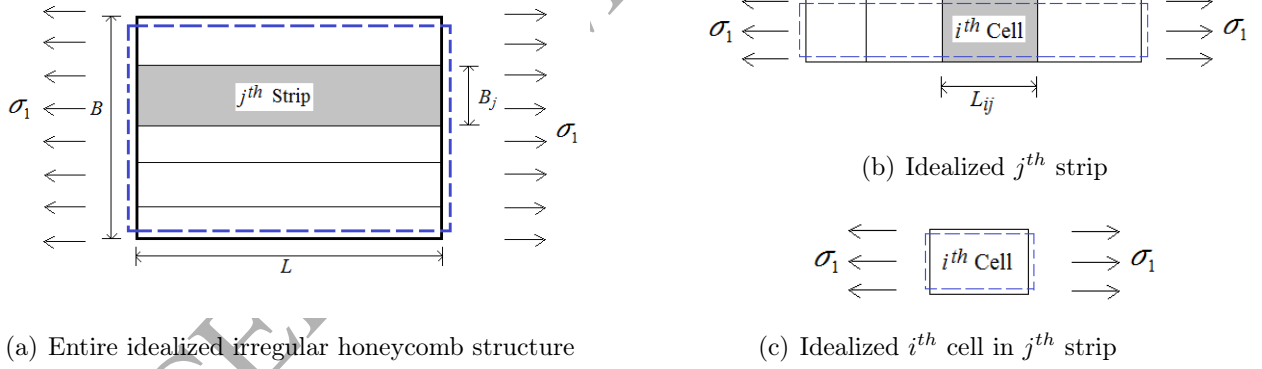 σ₁
B
jᵗʰ Strip
Bⱼ
σ₁
L
(a) Entire idealized irregular honeycomb structure
σ₁
iᵗʰ Cell
σ₁
Lᵢⱼ
(b) Idealized jᵗʰ strip
σ₁
iᵗʰ Cell
σ₁
(c) Idealized iᵗʰ cell in jᵗʰ strip